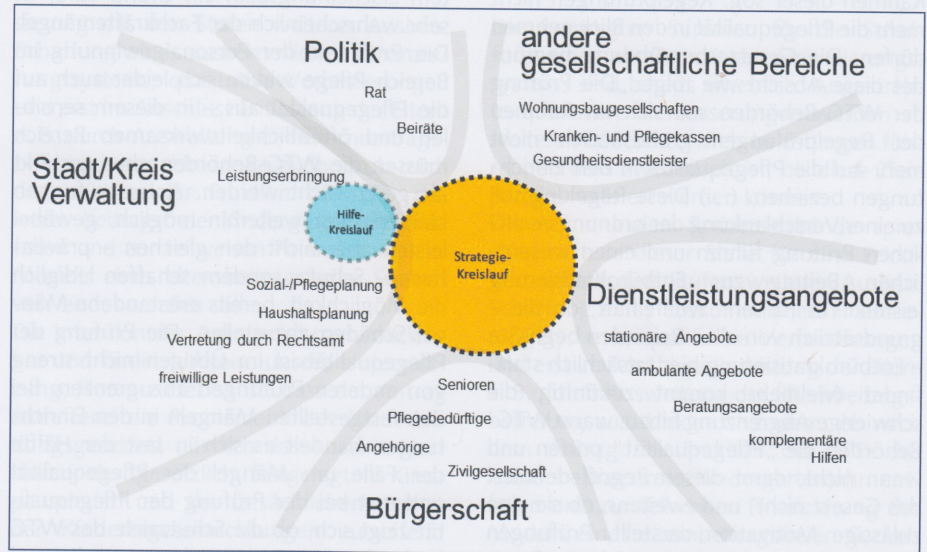 Politik
Rat
Beiräte
andere
gesellschaftliche Bereiche
Wohnungsbaugesellschaften
Kranken- und Pflegekassen
Gesundheitsdienstleister
Stadt/Kreis
Verwaltung
Leistungserbringung
Hilfe-
Kreislauf
Strategie-
Kreislauf
Sozial-/Pflegeplanung
Haushaltsplanung
Vertretung durch Rechtsamt
freiwillige Leistungen
Dienstleistungsangebote
stationäre Angebote
ambulante Angebote
Beratungsangebote
komplementäre
Hilfen
Senioren
Pflegebedürftige
Angehörige
Zivilgesellschaft
Bürgerschaft